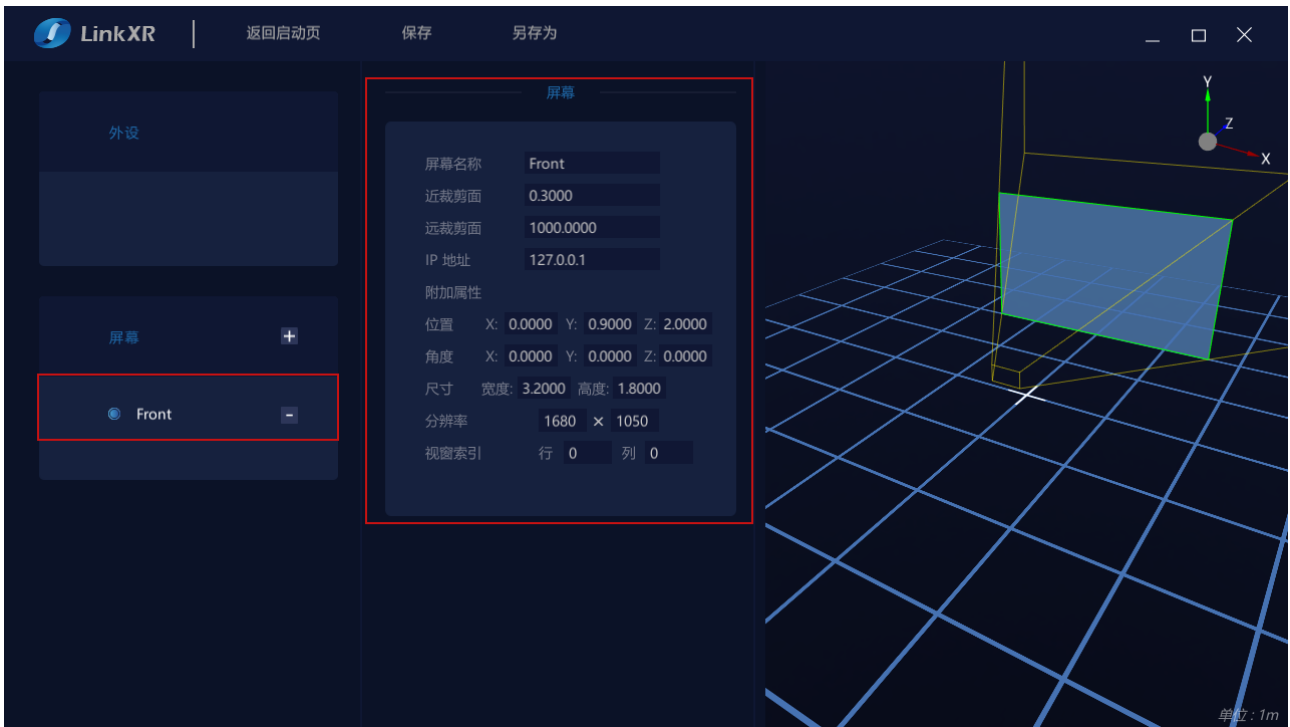 LinkXR 返回启动页 保存 另存为
外设
屏幕 +
Front -
屏幕
屏幕名称 Front
近裁剪面 0.3000
远裁剪面 1000.0000
IP 地址 127.0.0.1
附加属性
位置 X: 0.0000 Y: 0.9000 Z: 2.0000
角度 X: 0.0000 Y: 0.0000 Z: 0.0000
尺寸 宽度: 3.2000 高度: 1.8000
分辨率 1680 × 1050
视窗索引 行 0 列 0
Y
Z
X
单位 : 1m